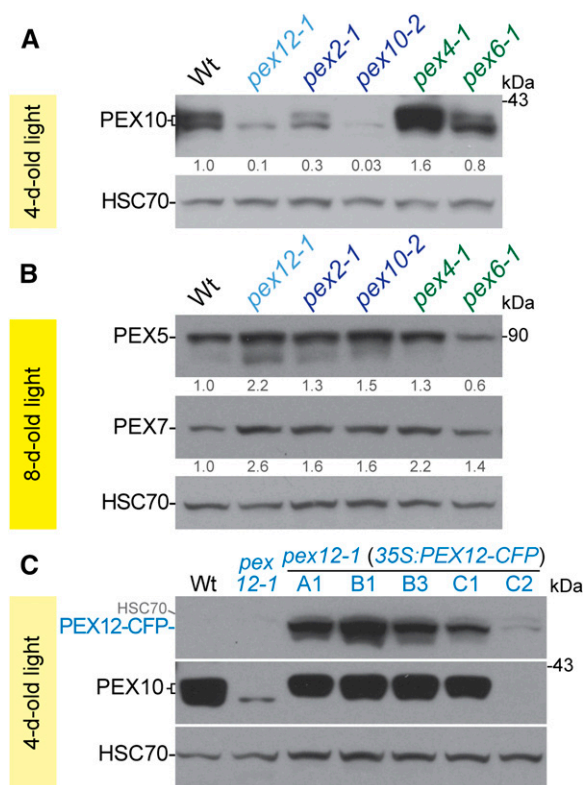 A
Wt pex12-1 pex2-1 pex10-2 pex4-1 pex6-1
kDa
-43
4-d-old light
PEX10
1.0 0.1 0.3 0.03 1.6 0.8
HSC70-
B
Wt pex12-1 pex2-1 pex10-2 pex4-1 pex6-1
kDa
8-d-old light
PEX5- -90
1.0 2.2 1.3 1.5 1.3 0.6
PEX7-
1.0 2.6 1.6 1.6 2.2 1.4
HSC70-
C
pex12-1 (35S:PEX12-CFP)
Wt pex 12-1 A1 B1 B3 C1 C2 kDa
4-d-old light
HSC70
PEX12-CFP-
-43
PEX10
HSC70-